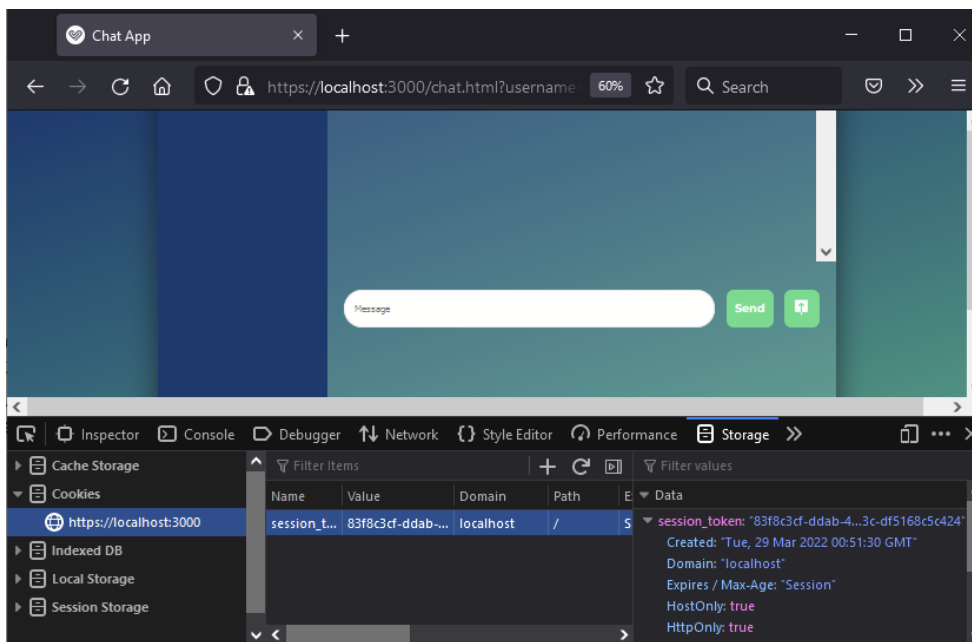 Chat App
https://localhost:3000/chat.html?username
60%
Search
Message
Send
Inspector
Console
Debugger
Network
Style Editor
Performance
Storage
Cache Storage
Cookies
https://localhost:3000
Indexed DB
Local Storage
Session Storage
Filter Items
Name Value Domain Path E
session_t... 83f8c3cf-ddab-... localhost / S
Filter values
Data
session_token: "83f8c3cf-ddab-4...3c-df5168c5c424"
Created: "Tue, 29 Mar 2022 00:51:30 GMT"
Domain: "localhost"
Expires / Max-Age: "Session"
HostOnly: true
HttpOnly: true